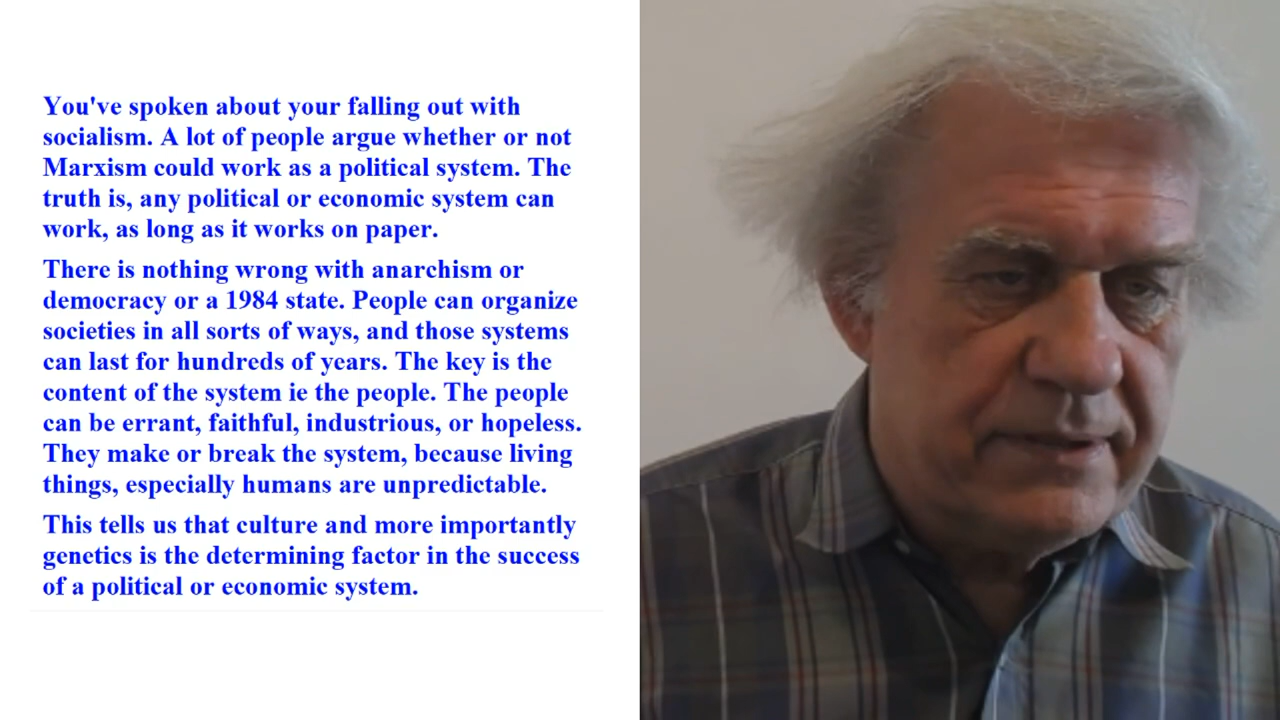 You've spoken about your falling out with
socialism. A lot of people argue whether or not
Marxism could work as a political system. The
truth is, any political or economic system can
work, as long as it works on paper.
There is nothing wrong with anarchism or
democracy or a 1984 state. People can organize
societies in all sorts of ways, and those systems
can last for hundreds of years. The key is the
content of the system ie the people. The people
can be errant, faithful, industrious, or hopeless.
They make or break the system, because living
things, especially humans are unpredictable.
This tells us that culture and more importantly
genetics is the determining factor in the success
of a political or economic system.